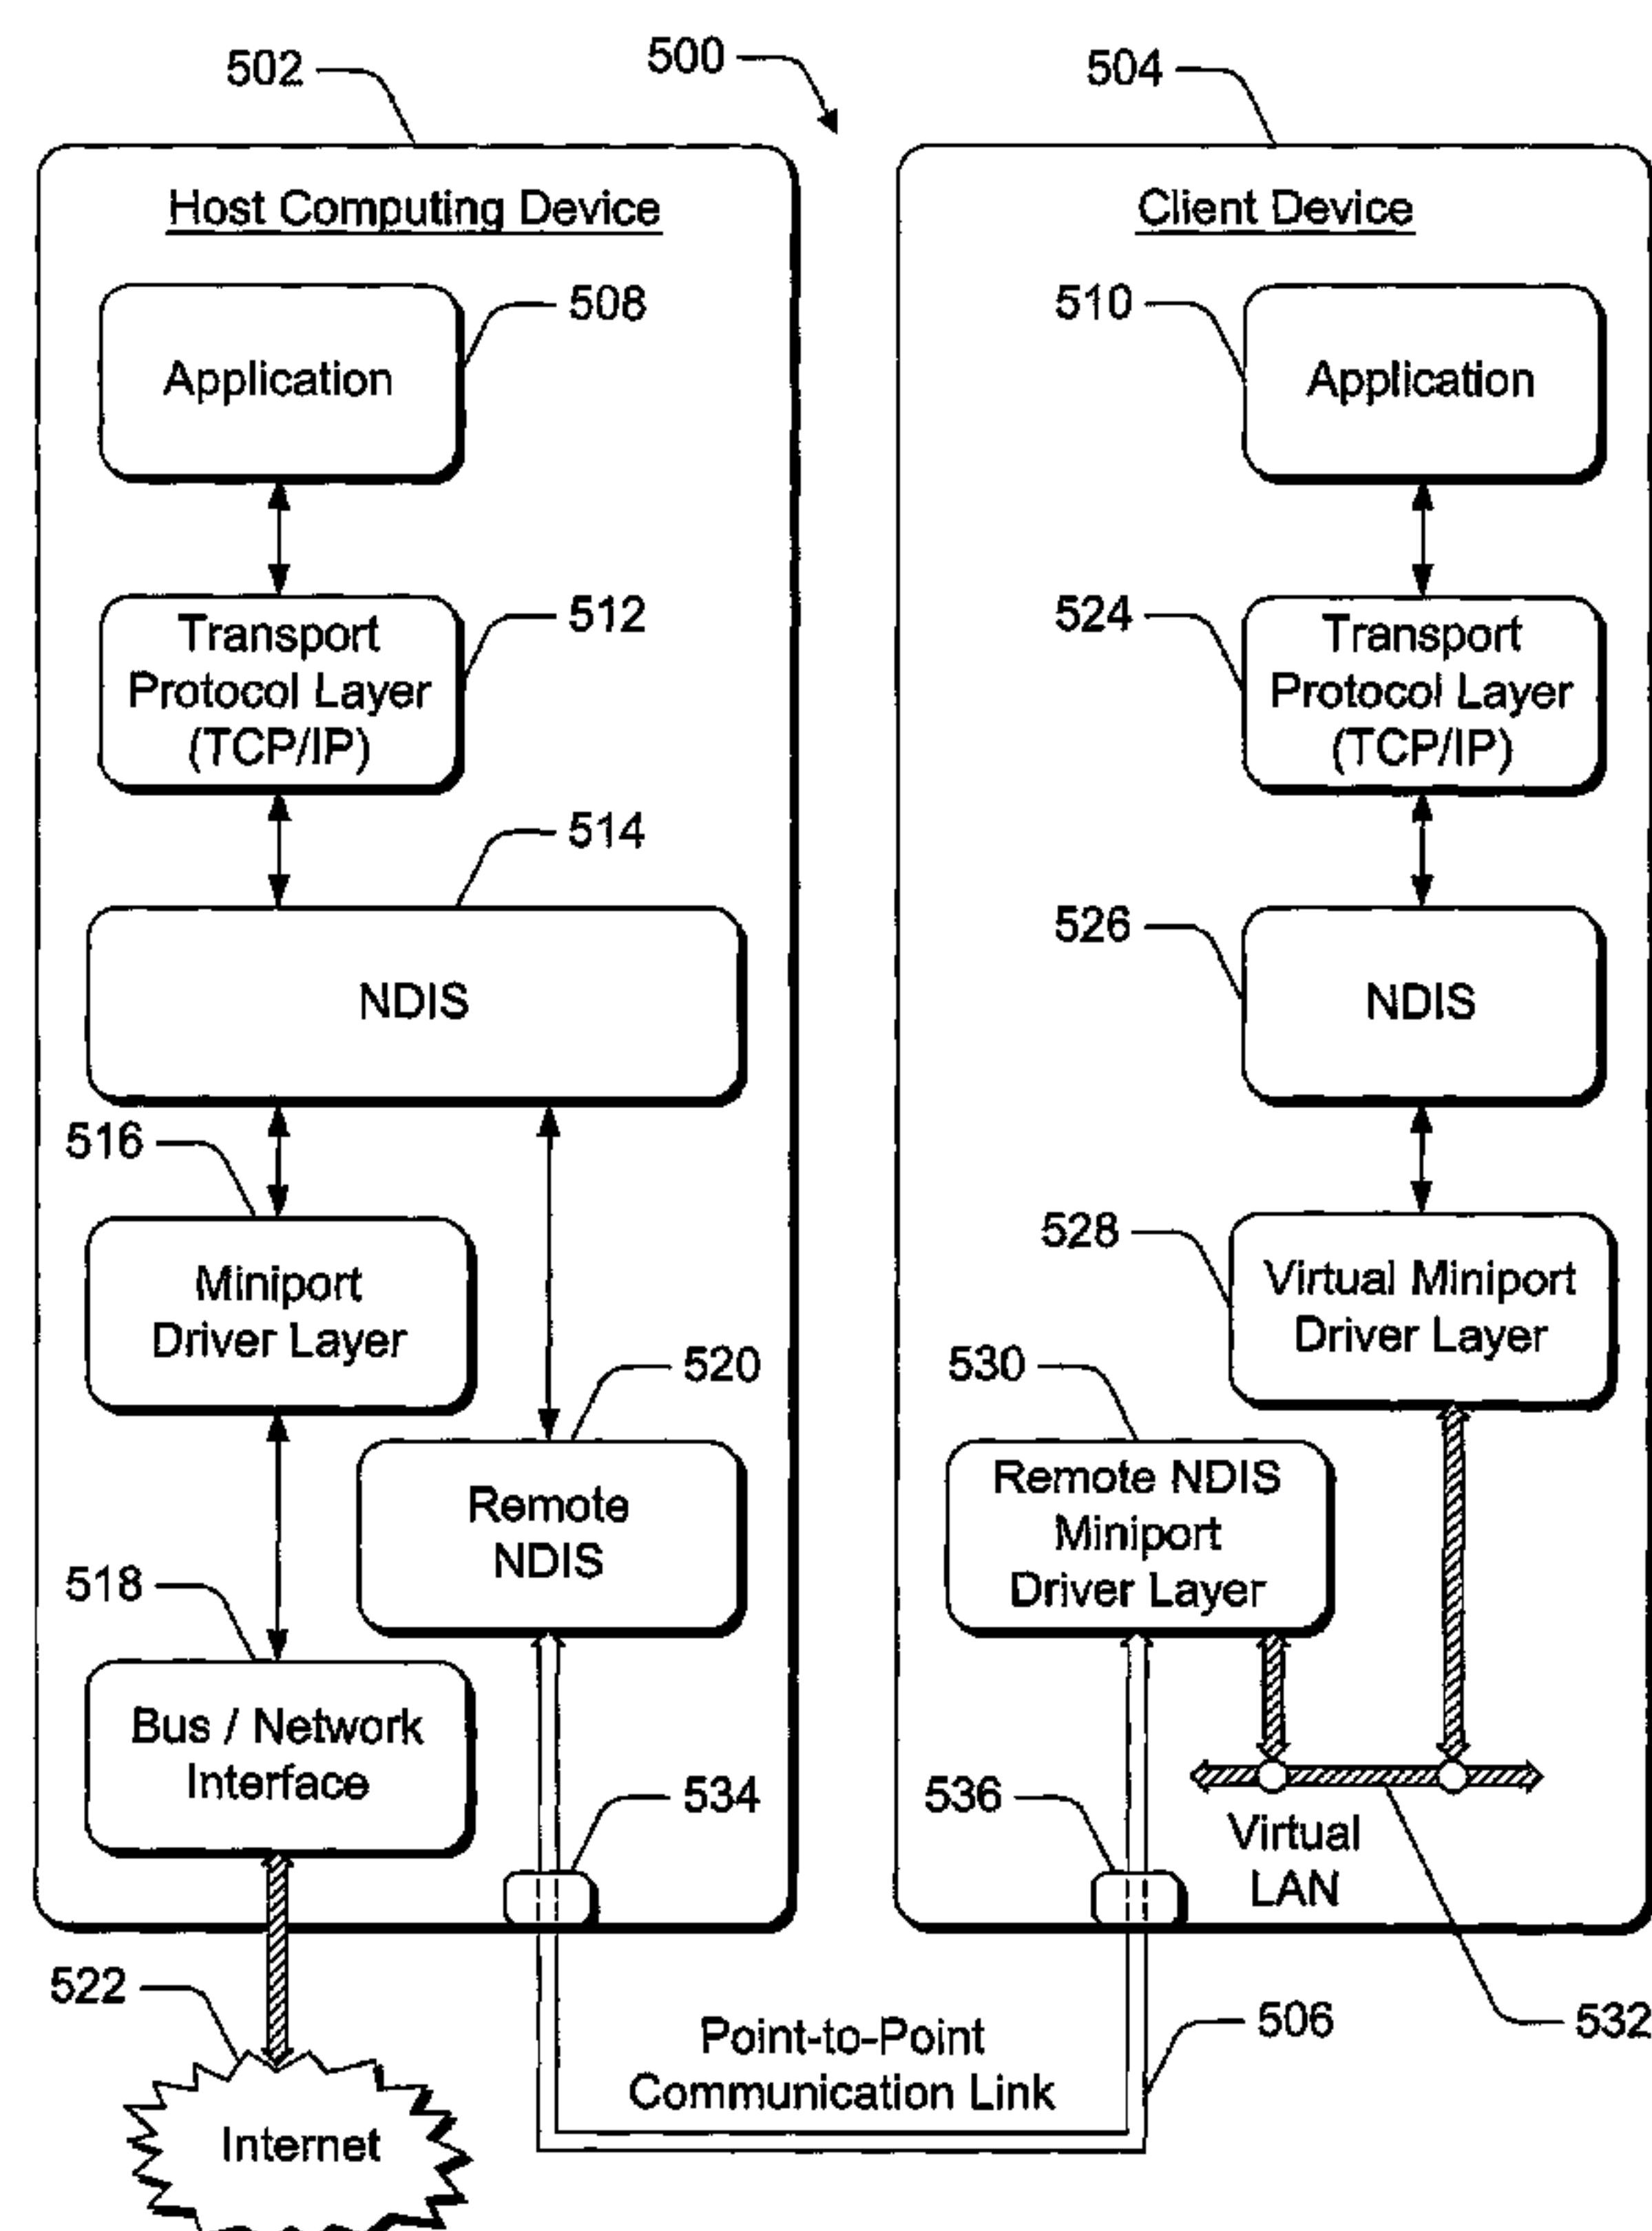 502
500
504
Host Computing Device
Client Device
508
510
Application
Application
512
524
Transport
Protocol Layer
(TCP/IP)
Transport
Protocol Layer
(TCP/IP)
514
526
NDIS
NDIS
516
528
Miniport
Driver Layer
Virtual Miniport
Driver Layer
520
530
Remote
NDIS
Remote NDIS
Miniport
Driver Layer
518
Bus / Network
Interface
534
536
Virtual
LAN
522
506
532
Point-to-Point
Communication Link
Internet